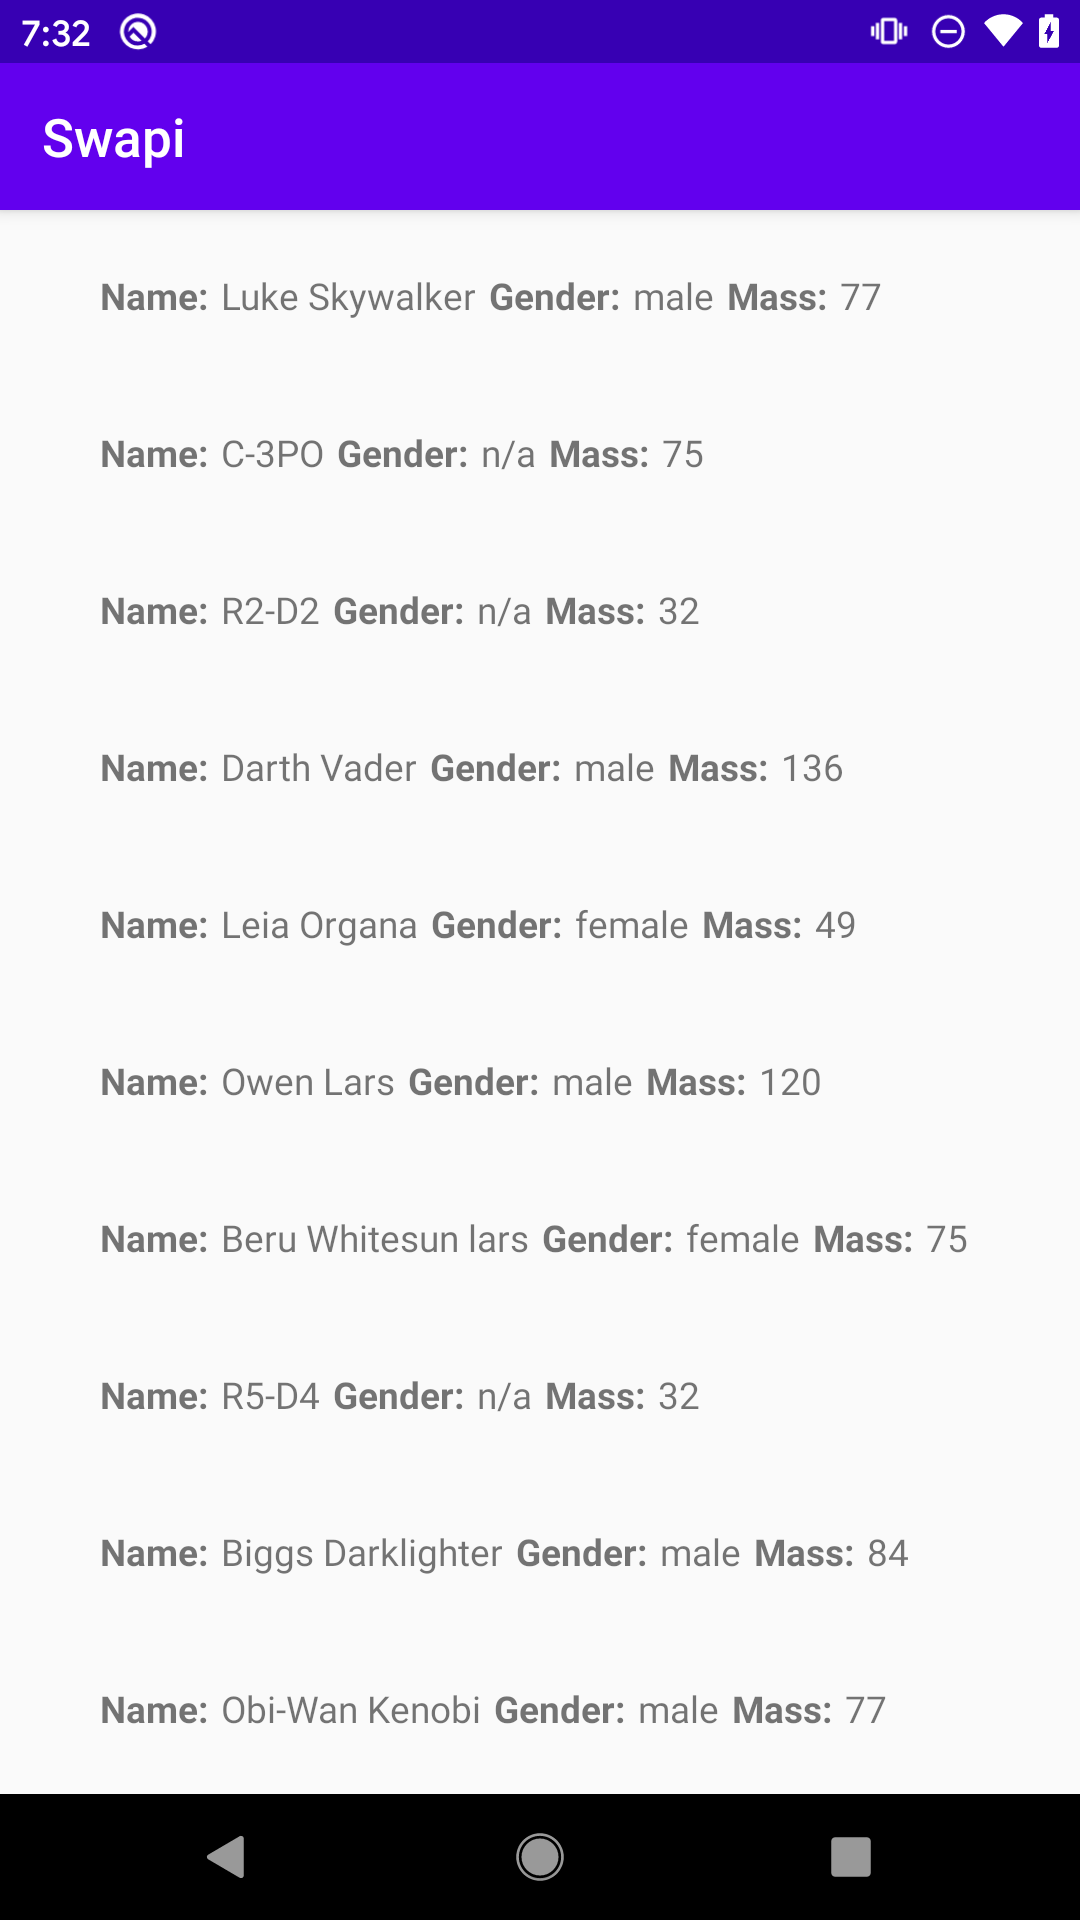 7:32
Swapi
Name: Luke Skywalker Gender: male Mass: 77
Name: C-3PO Gender: n/a Mass: 75
Name: R2-D2 Gender: n/a Mass: 32
Name: Darth Vader Gender: male Mass: 136
Name: Leia Organa Gender: female Mass: 49
Name: Owen Lars Gender: male Mass: 120
Name: Beru Whitesun lars Gender: female Mass: 75
Name: R5-D4 Gender: n/a Mass: 32
Name: Biggs Darklighter Gender: male Mass: 84
Name: Obi-Wan Kenobi Gender: male Mass: 77